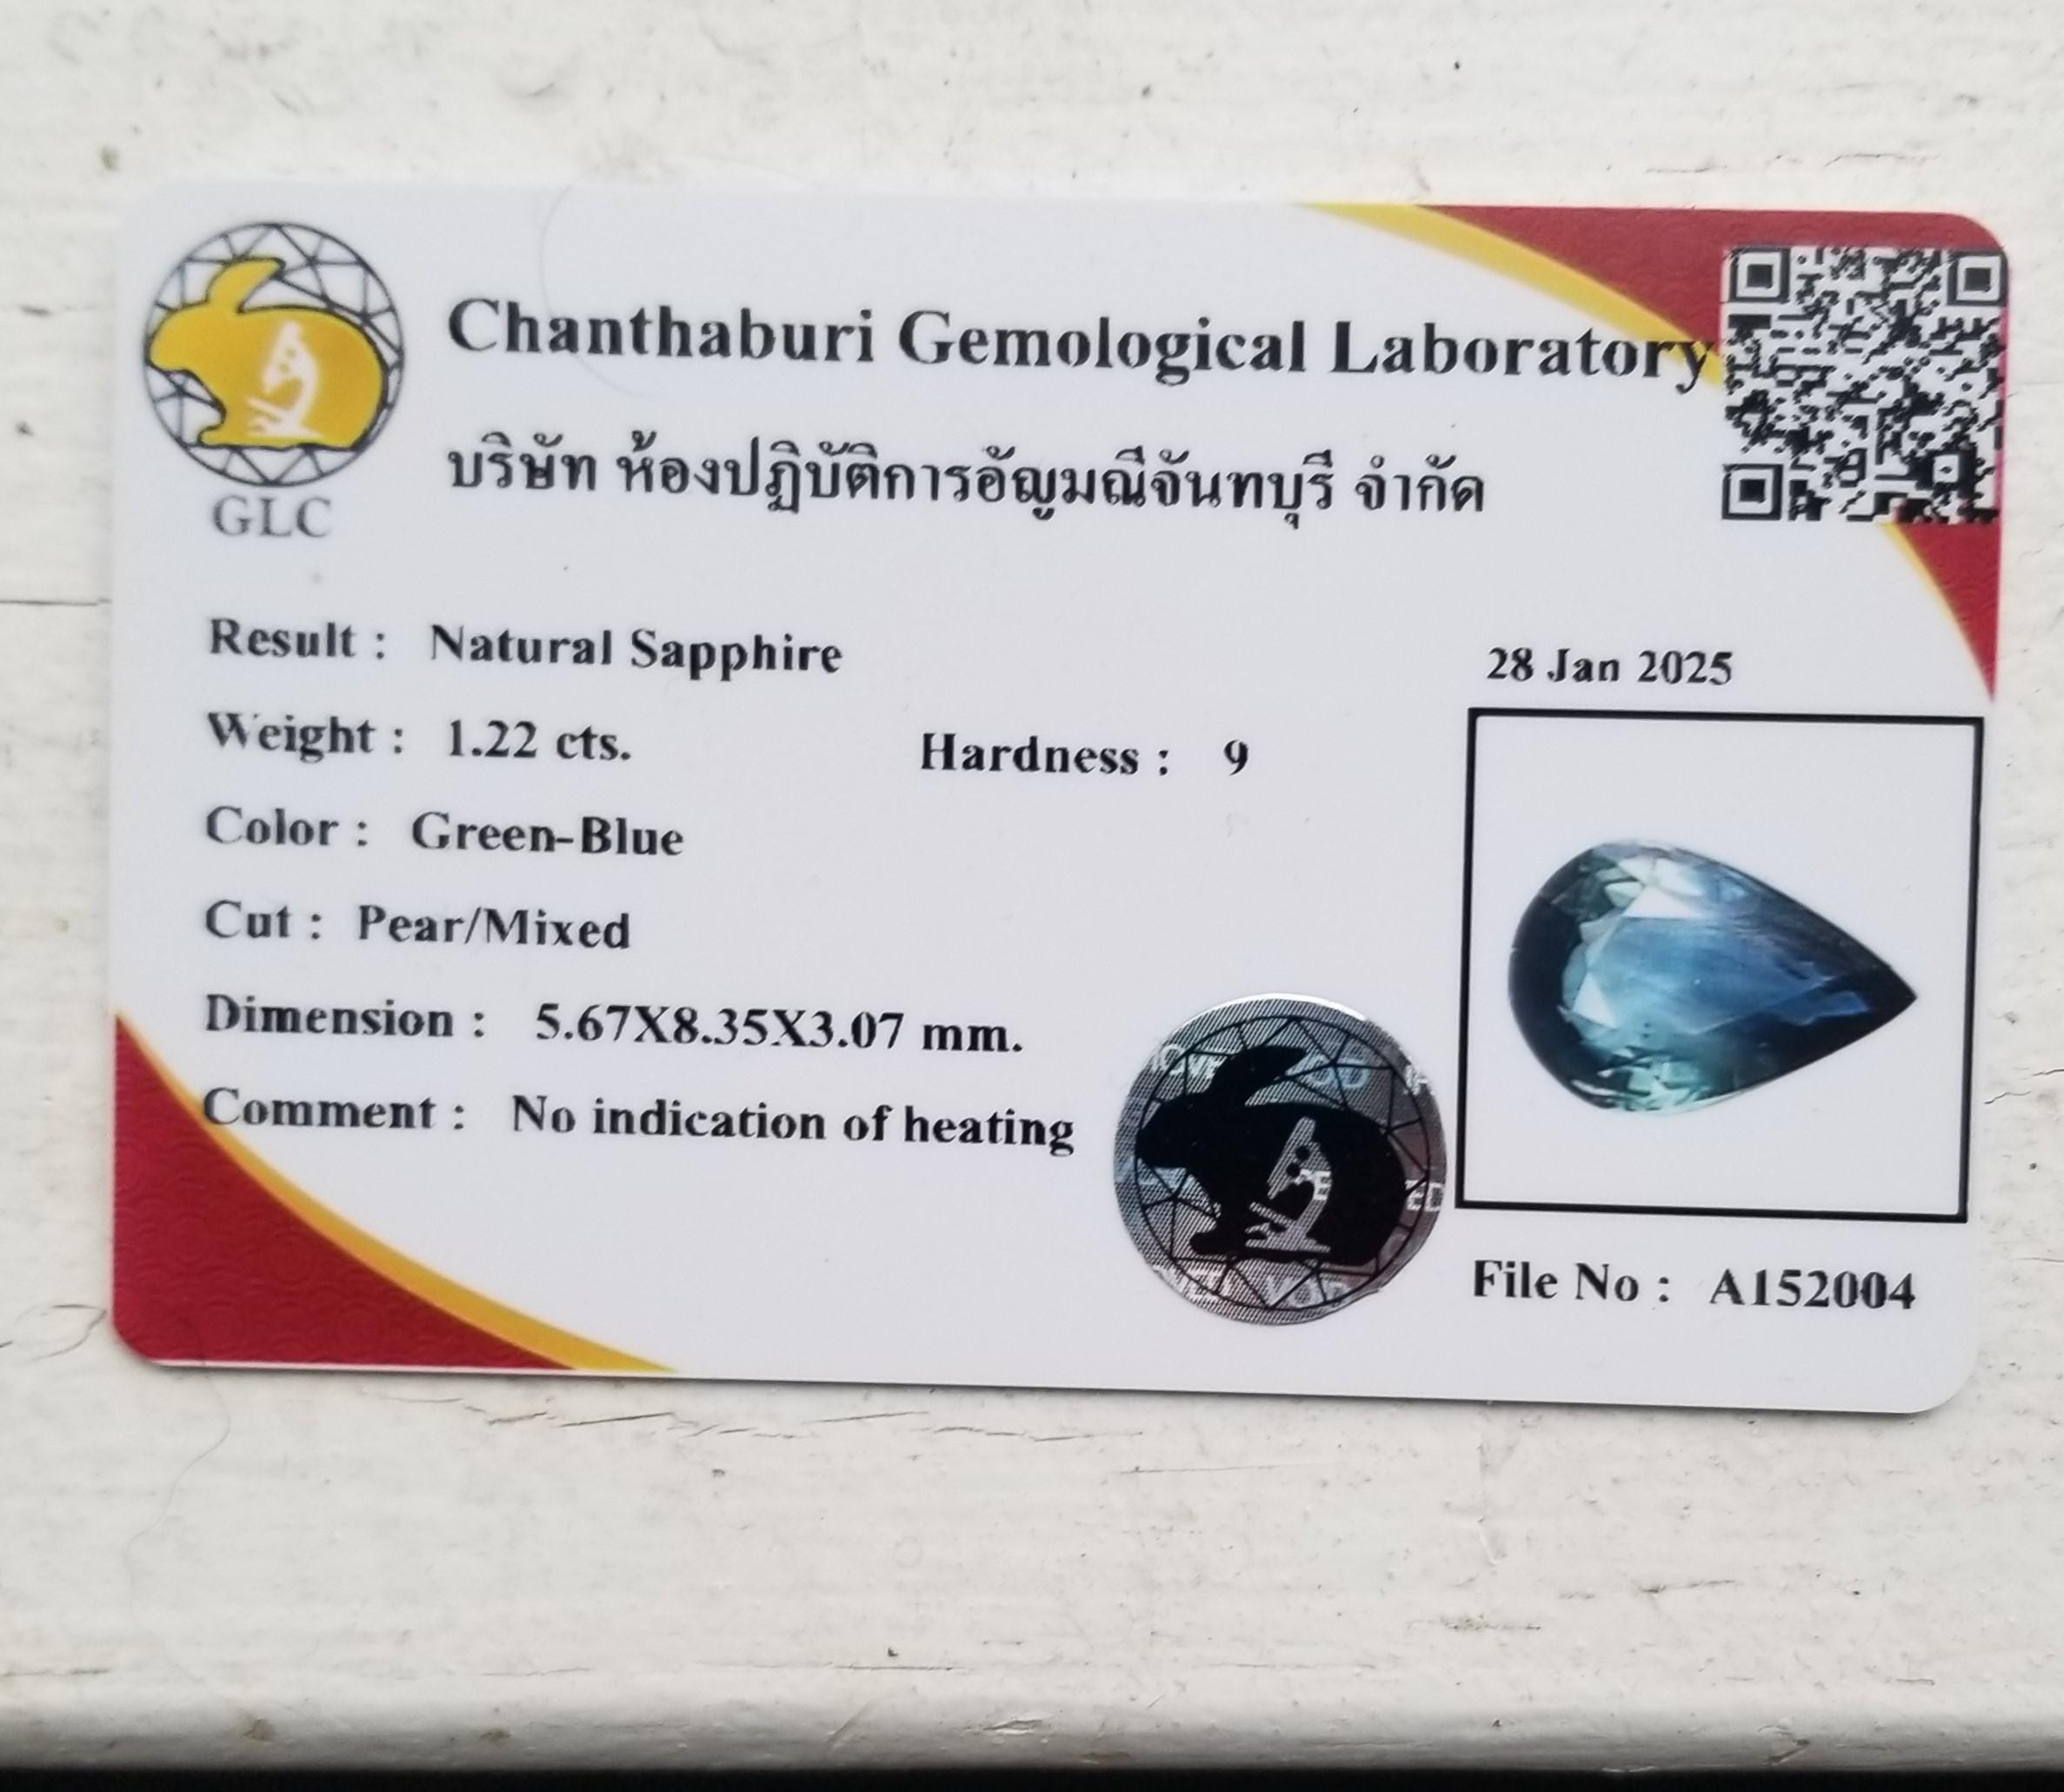 Chanthaburi Gemological Laboratory
บริษัท ห้องปฏิบัติการอัญมณีจันทบุรี จำกัด
GLC
Result : Natural Sapphire
28 Jan 2025
Weight : 1.22 cts.
Hardness : 9
Color : Green-Blue
Cut : Pear/Mixed
Dimension : 5.67X8.35X3.07 mm.
Comment : No indication of heating
File No : A152004